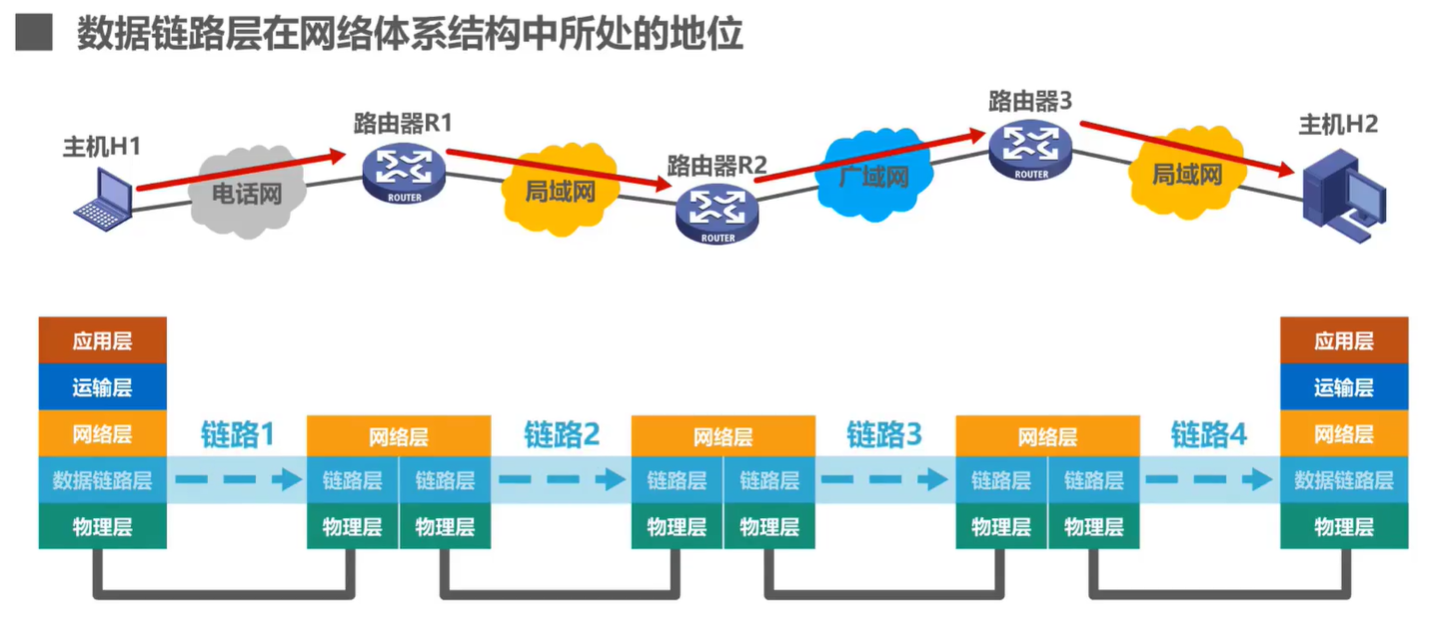 数据链路层在网络体系结构中所处的地位
主机H1
电话网
路由器R1
ROUTER
局域网
路由器R2
ROUTER
广域网
路由器3
ROUTER
局域网
主机H2
应用层
运输层
网络层
数据链路层
物理层
链路1
网络层
链路层 链路层
物理层 物理层
链路2
网络层
链路层 链路层
物理层 物理层
链路3
网络层
链路层 链路层
物理层 物理层
链路4
应用层
运输层
网络层
数据链路层
物理层